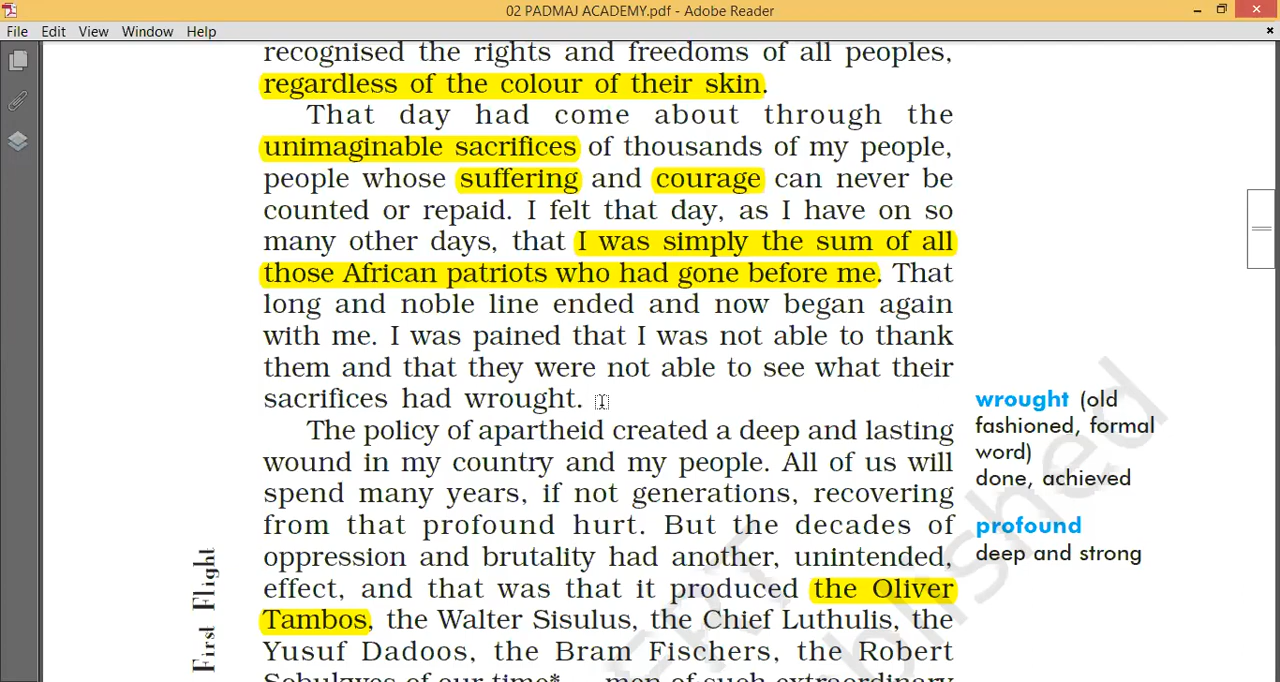 02 PADMAJ ACADEMY.pdf - Adobe Reader
File Edit View Window Help
recognised the rights and freedoms of all peoples,
regardless of the colour of their skin.
That day had come about through the
unimaginable sacrifices of thousands of my people,
people whose suffering and courage can never be
counted or repaid. I felt that day, as I have on so
many other days, that I was simply the sum of all
those African patriots who had gone before me. That
long and noble line ended and now began again
with me. I was pained that I was not able to thank
them and that they were not able to see what their
sacrifices had wrought.
The policy of apartheid created a deep and lasting
wound in my country and my people. All of us will
spend many years, if not generations, recovering
from that profound hurt. But the decades of
oppression and brutality had another, unintended,
effect, and that was that it produced the Oliver
Tambos, the Walter Sisulus, the Chief Luthulis, the
Yusuf Dadoos, the Bram Fischers, the Robert
Sobukwes of our time* — men of such extraordinary
wrought (old
fashioned, formal
word)
done, achieved
profound
deep and strong
First Flight